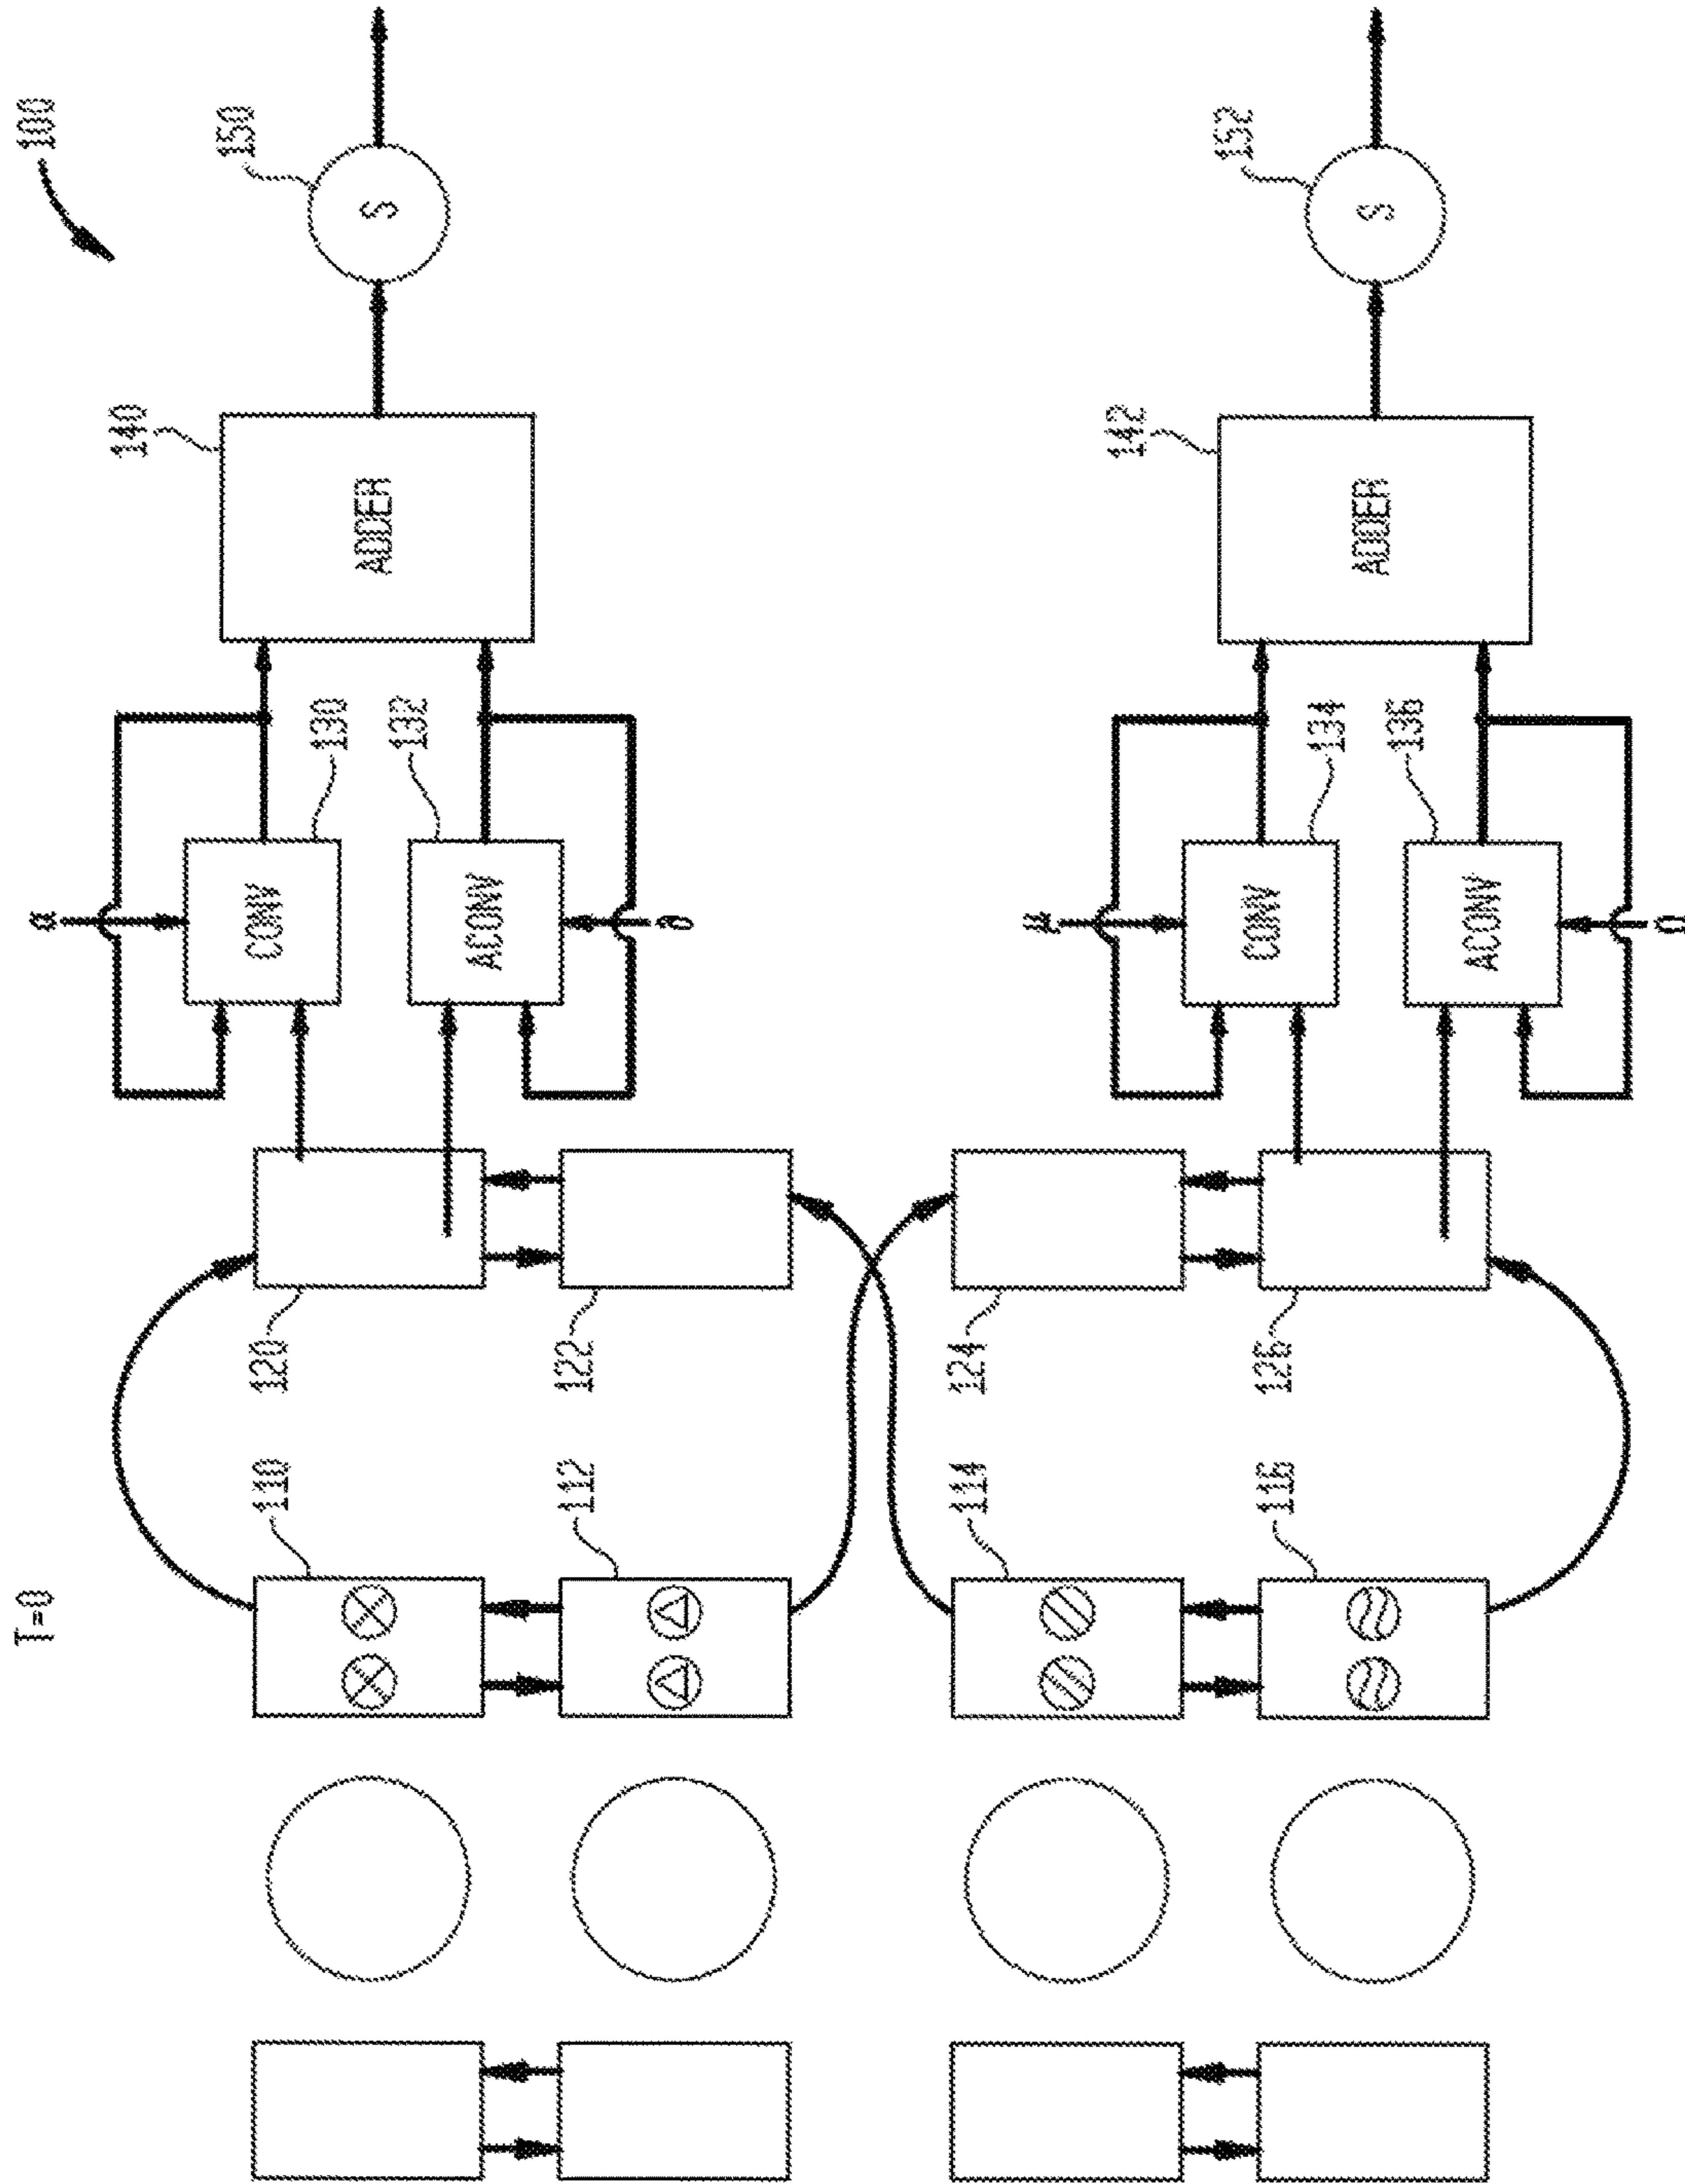 100
T=0
110
120
α
CONV
130
140
ADDER
150
S
112
122
ACONV
132
∂
114
124
μ
CONV
134
142
ADDER
152
S
116
126
ACONV
136
Ω